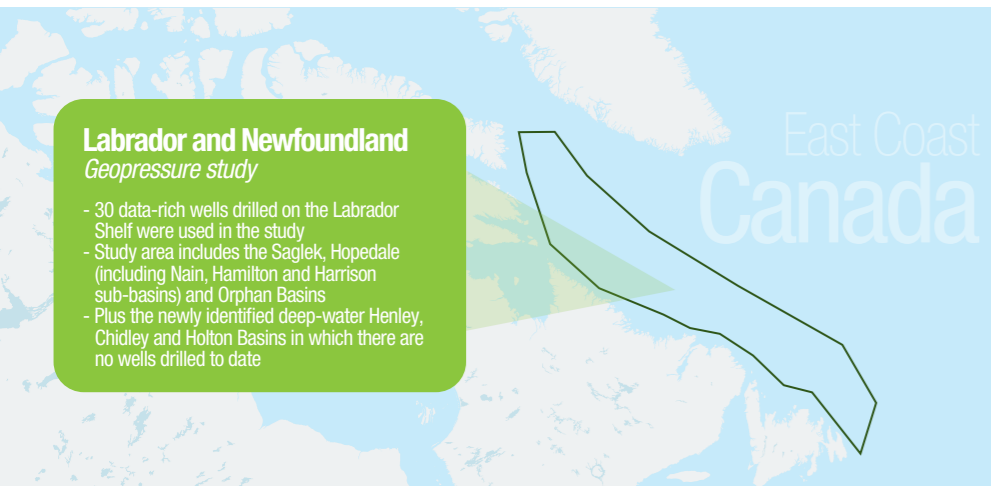 Labrador and Newfoundland
Geopressure study
- 30 data-rich wells drilled on the Labrador
Shelf were used in the study
- Study area includes the Saglek, Hopedale
(including Nain, Hamilton and Harrison
sub-basins) and Orphan Basins
- Plus the newly identified deep-water Henley,
Chidley and Holton Basins in which there are
no wells drilled to date
East Coast
Canada